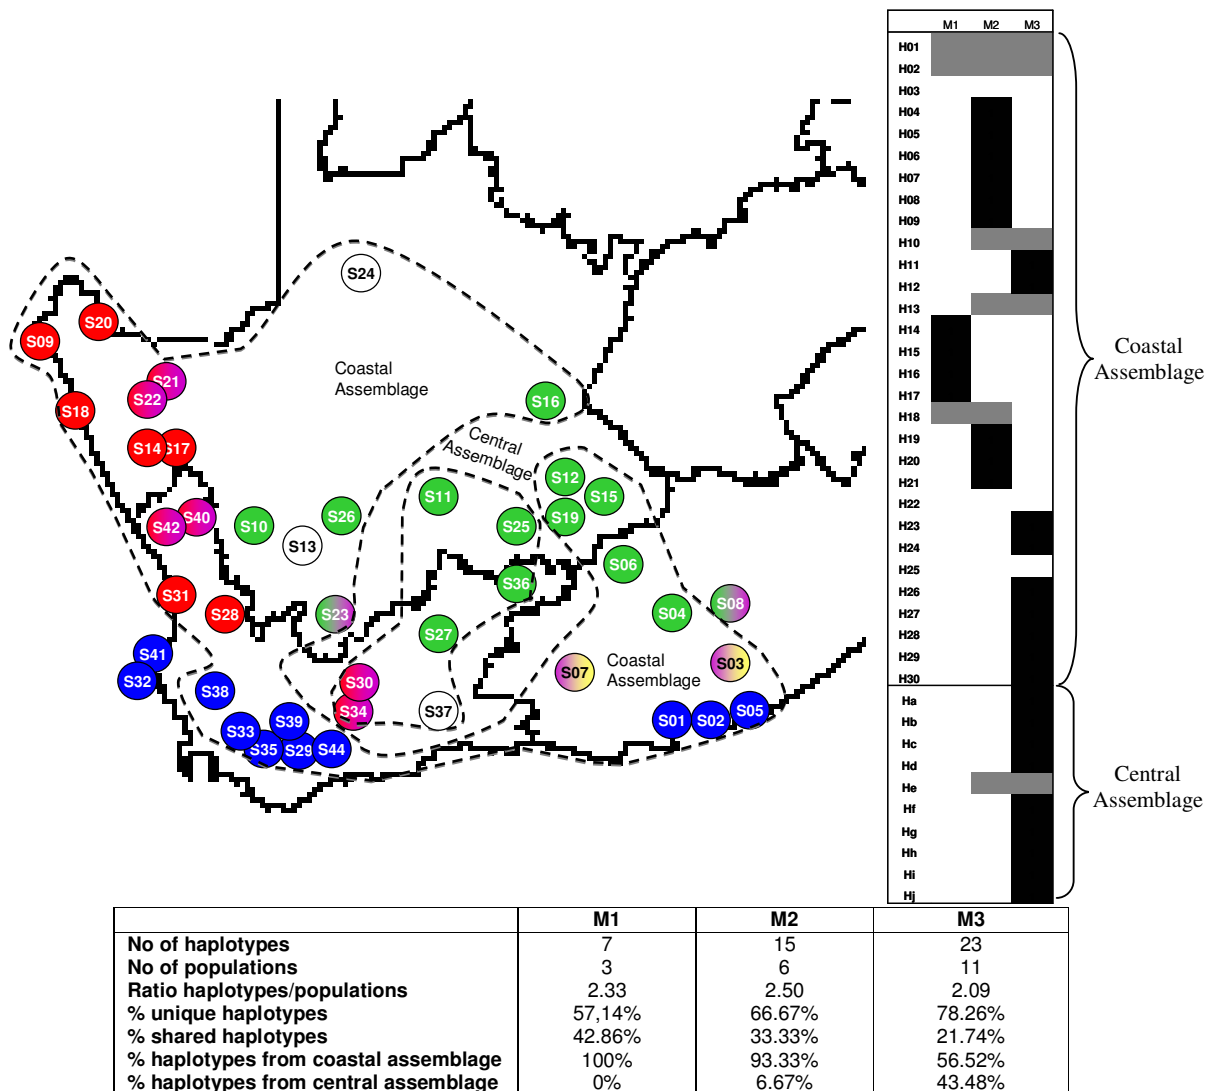 M1 M2 M3
H01
H02
H03
H04
H05
H06
H07
H08
H09
H10
H11
H12
H13
H14
H15
H16
H17
H18
H19
H20
H21
H22
H23
H24
H25
H26
H27
H28
H29
H30
Ha
Hb
Hc
Hd
He
Hf
Hg
Hh
Hi
Hj
Coastal
Assemblage
Central
Assemblage
S24
S20
S09
S21
S22
S18
Coastal
Assemblage
S16
S14 S17
Central
Assemblage
S12
S11
S15
S40
S42
S10
S26
S19
S25
S13
S06
S36
S31
S28
S23
S04
S08
S27
S41
S32
S07
Coastal
Assemblage
S03
S38
S30
S34
S37
S39
S33
S35
S29
S44
S01
S02
S05
M1 M2 M3
No of haplotypes 7 15 23
No of populations 3 6 11
Ratio haplotypes/populations 2.33 2.50 2.09
% unique haplotypes 57,14% 66.67% 78.26%
% shared haplotypes 42.86% 33.33% 21.74%
% haplotypes from coastal assemblage 100% 93.33% 56.52%
% haplotypes from central assemblage 0% 6.67% 43.48%